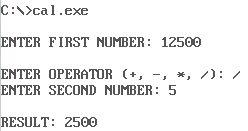 C:\>cal.exe
ENTER FIRST NUMBER: 12500
ENTER OPERATOR (+, -, *, /): /
ENTER SECOND NUMBER: 5
RESULT: 2500